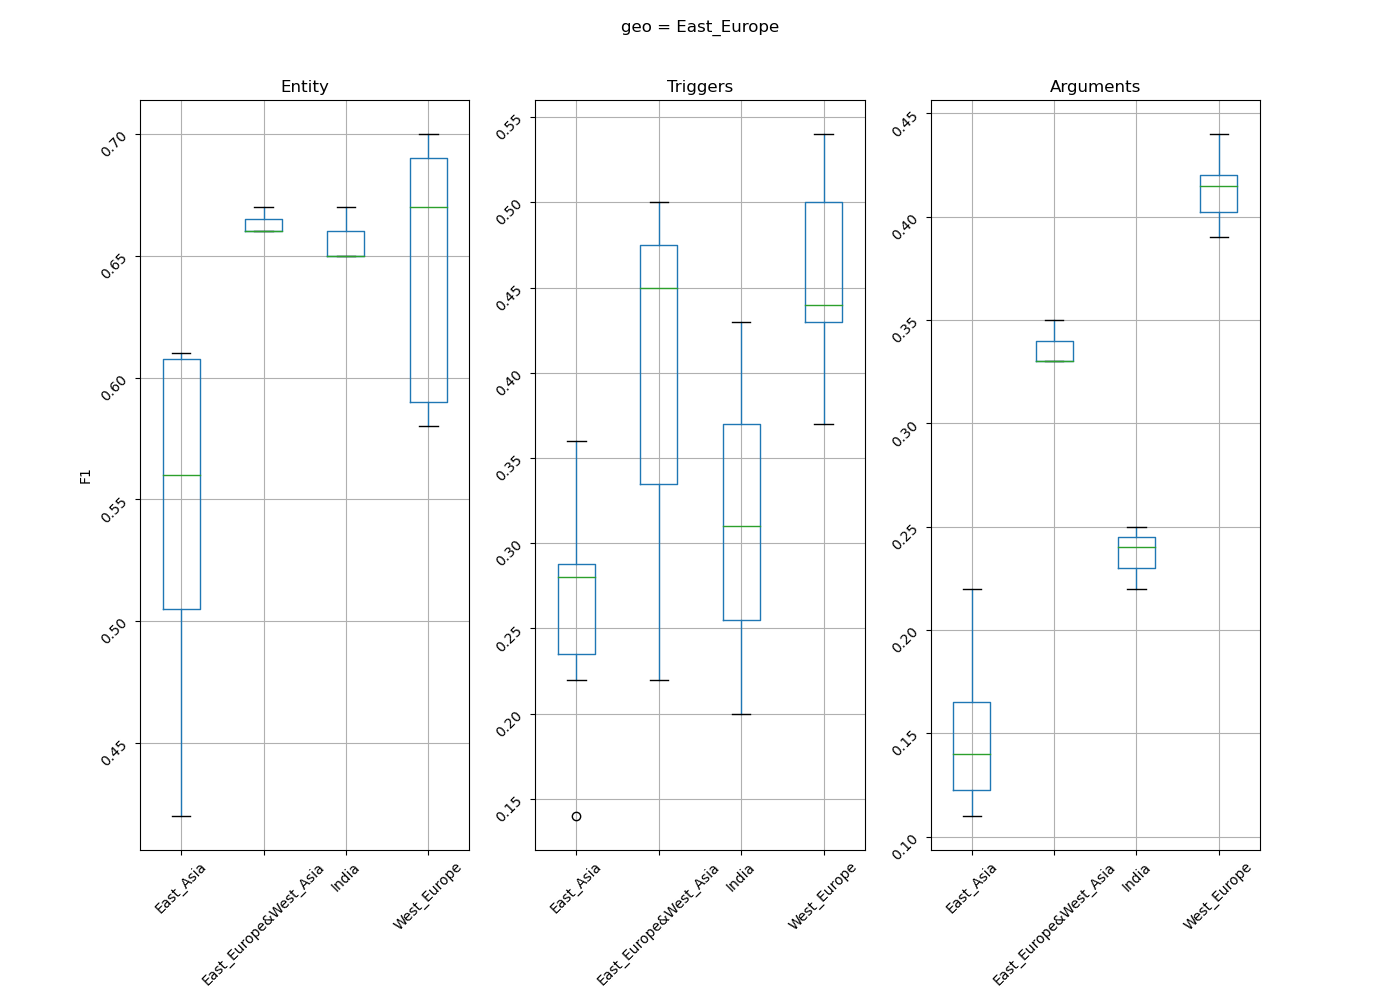 geo = East_Europe
Entity
F1
0.70
0.65
0.60
0.55
0.50
0.45
East_Asia
East_Europe&West_Asia
India
West_Europe
Triggers
0.55
0.50
0.45
0.40
0.35
0.30
0.25
0.20
0.15
East_Asia
East_Europe&West_Asia
India
West_Europe
Arguments
0.45
0.40
0.35
0.30
0.25
0.20
0.15
0.10
East_Asia
East_Europe&West_Asia
India
West_Europe